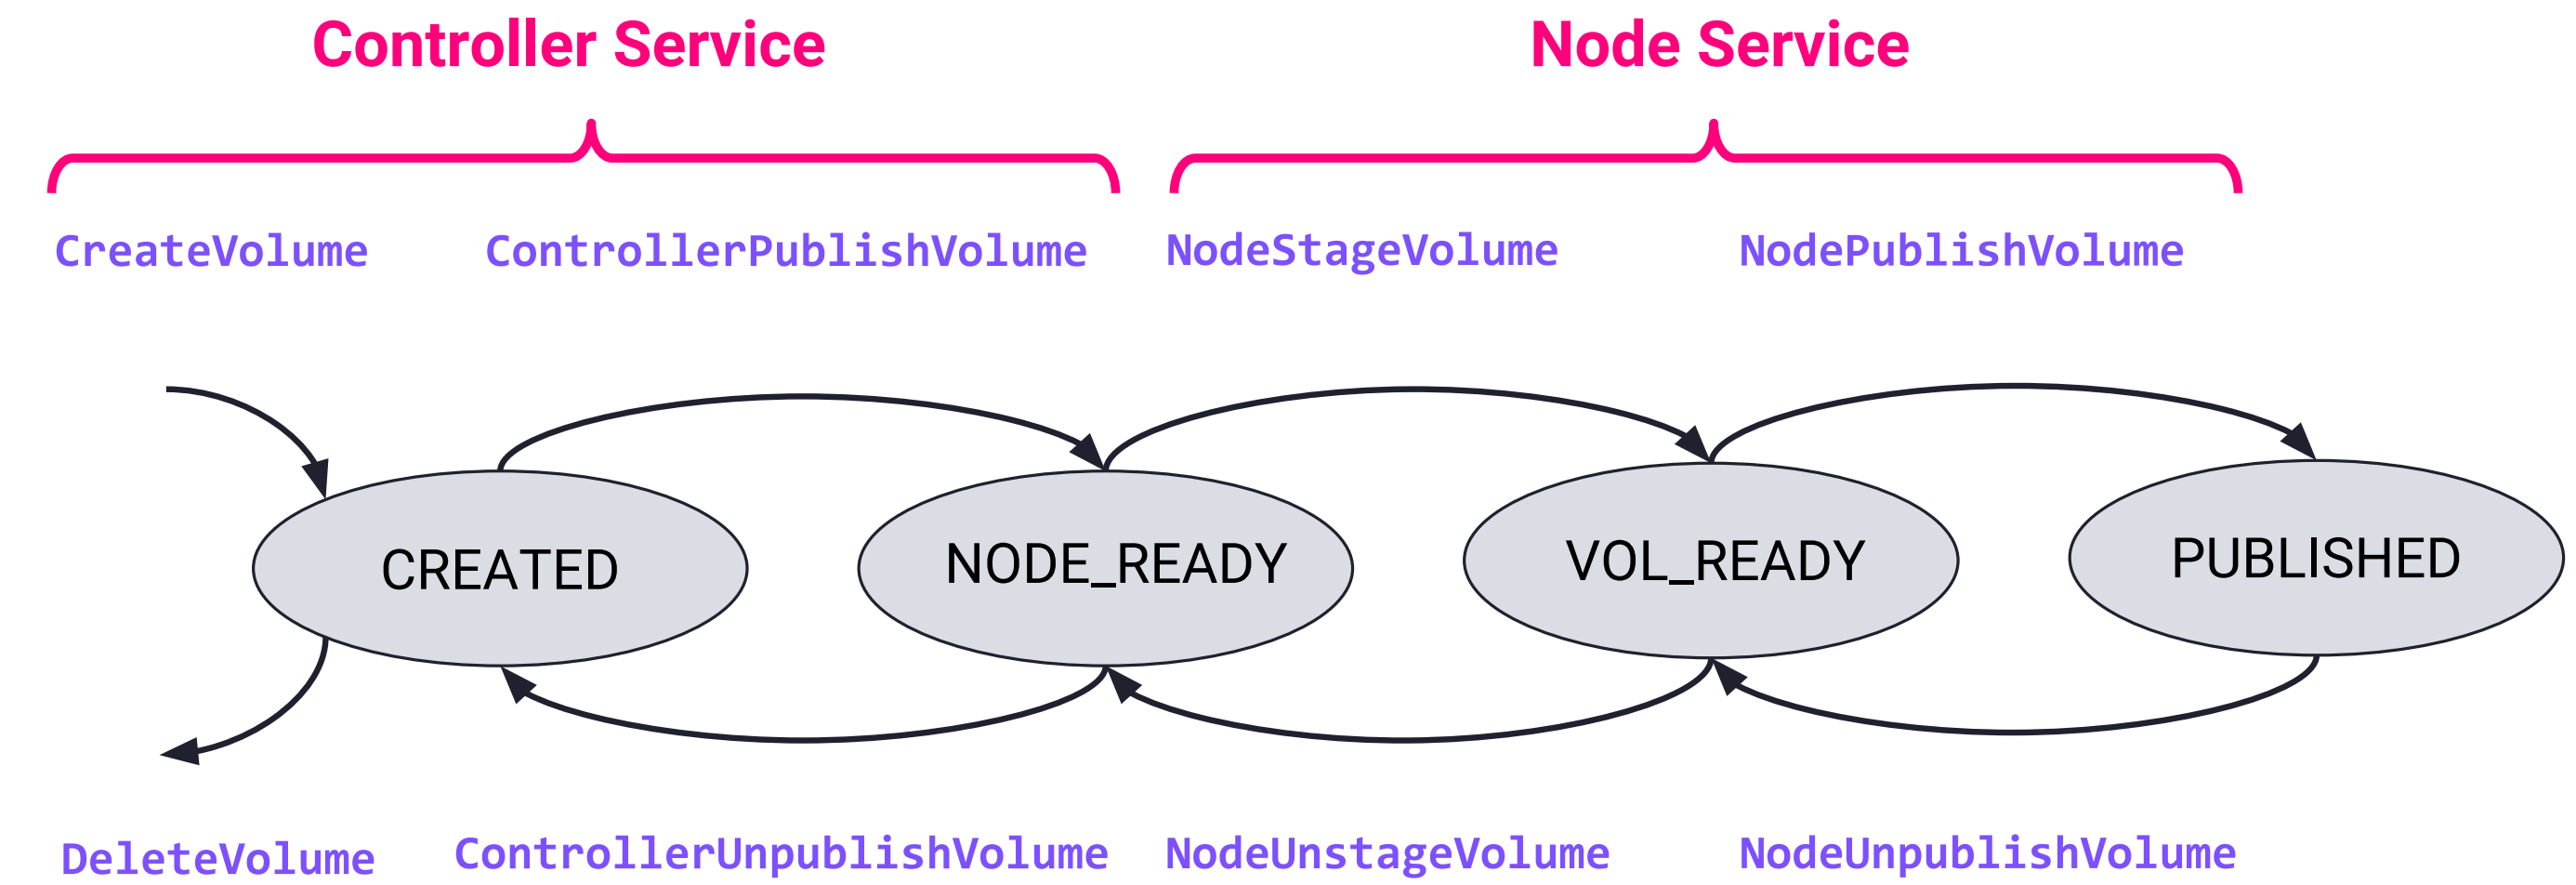 Controller Service
Node Service
CreateVolume
ControllerPublishVolume
NodeStageVolume
NodePublishVolume
CREATED
NODE_READY
VOL_READY
PUBLISHED
DeleteVolume
ControllerUnpublishVolume
NodeUnstageVolume
NodeUnpublishVolume